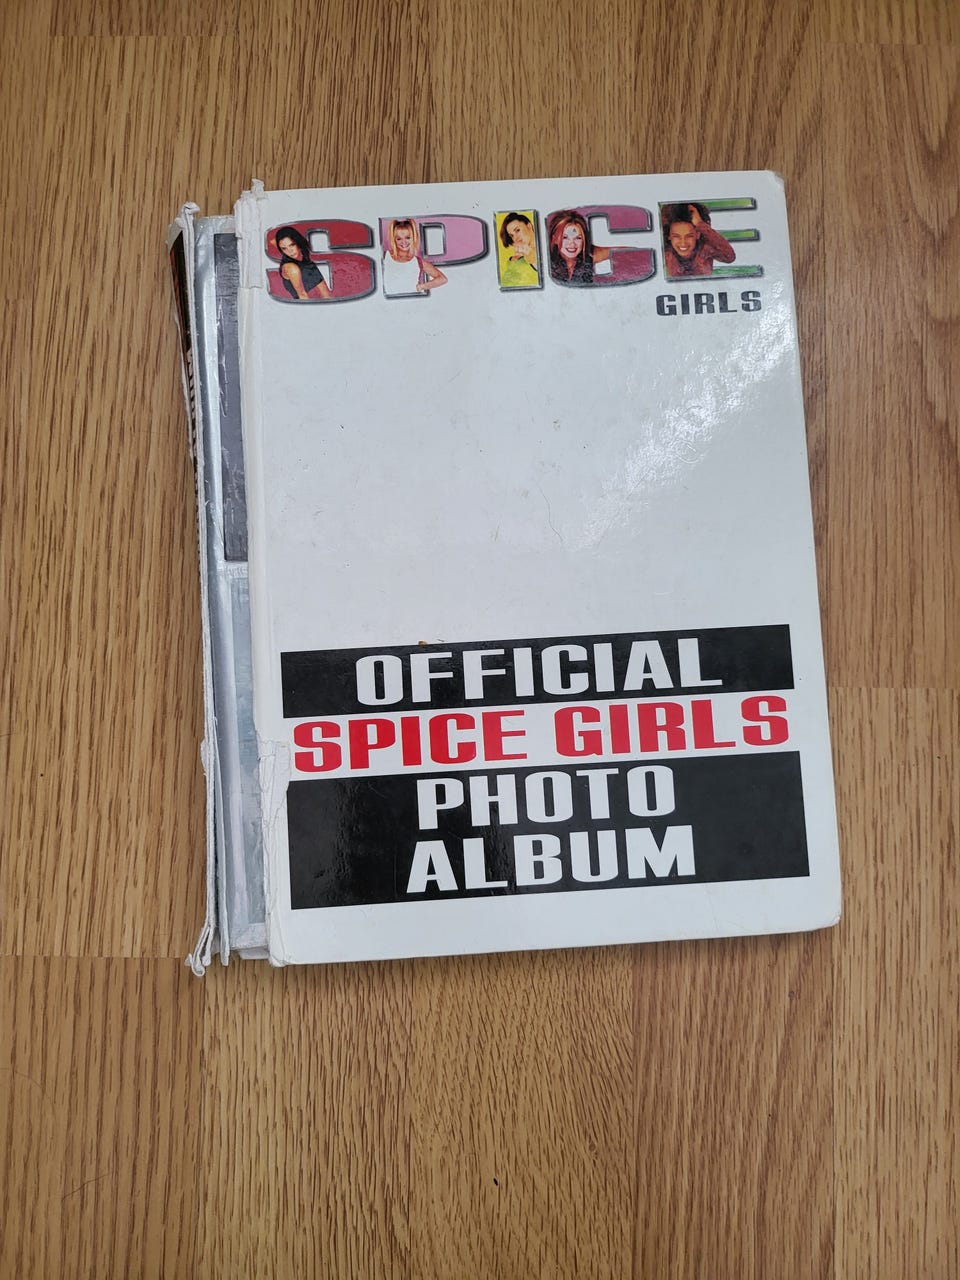 SPICE
GIRLS
OFFICIAL
SPICE GIRLS
PHOTO
ALBUM